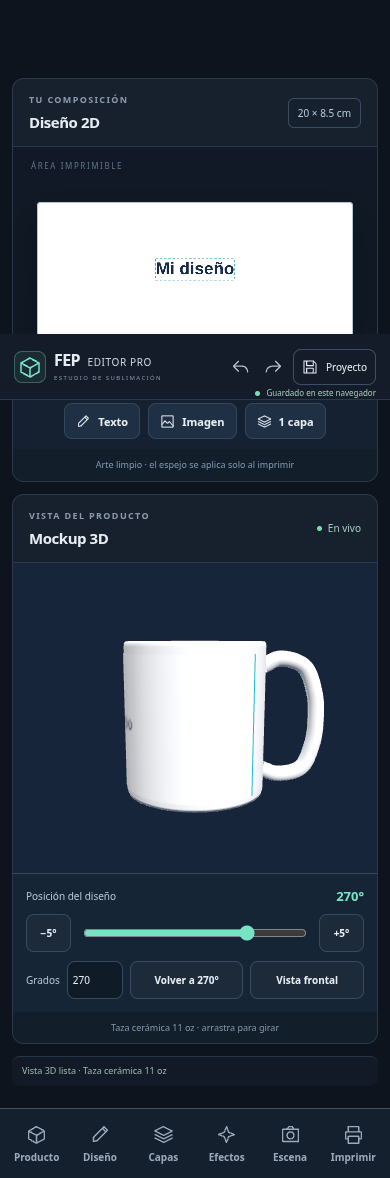 TU COMPOSICIÓN
Diseño 2D
20 × 8.5 cm
ÁREA IMPRIMIBLE
Mi diseño
FEP EDITOR PRO
ESTUDIO DE SUBLIMACIÓN
Proyecto
Guardado en este navegador
Texto
Imagen
1 capa
Arte limpio · el espejo se aplica solo al imprimir
VISTA DEL PRODUCTO
Mockup 3D
En vivo
Posición del diseño
270°
−5°
+5°
Grados
270
Volver a 270°
Vista frontal
Taza cerámica 11 oz · arrastra para girar
Vista 3D lista · Taza cerámica 11 oz
Producto
Diseño
Capas
Efectos
Escena
Imprimir